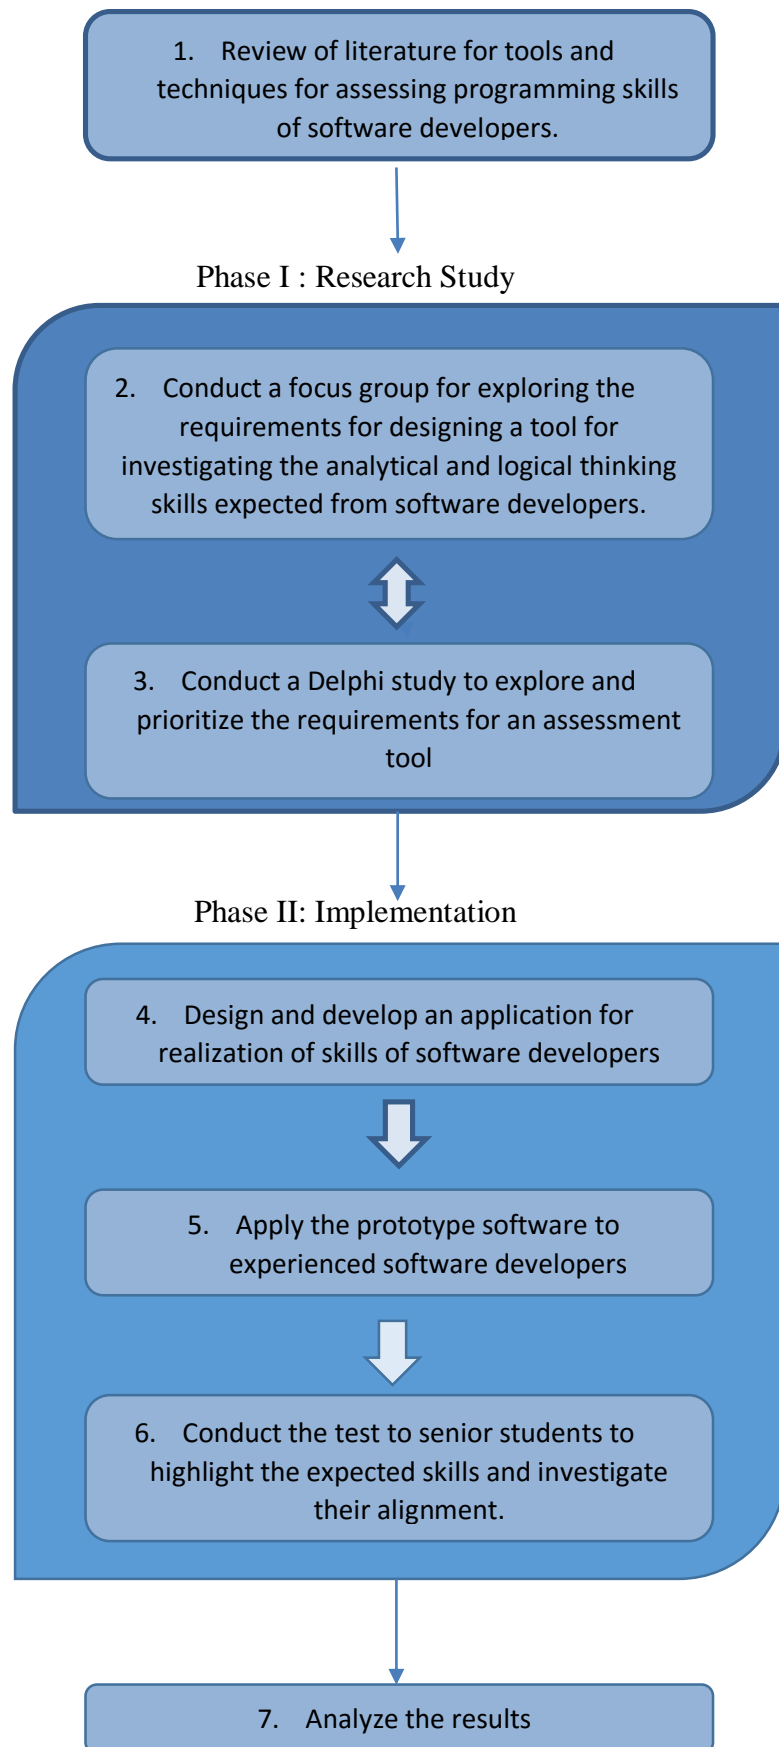 1. Review of literature for tools and
techniques for assessing programming skills
of software developers.
Phase I : Research Study
2. Conduct a focus group for exploring the
requirements for designing a tool for
investigating the analytical and logical thinking
skills expected from software developers.
3. Conduct a Delphi study to explore and
prioritize the requirements for an assessment
tool
Phase II: Implementation
4. Design and develop an application for
realization of skills of software developers
5. Apply the prototype software to
experienced software developers
6. Conduct the test to senior students to
highlight the expected skills and investigate
their alignment.
7. Analyze the results